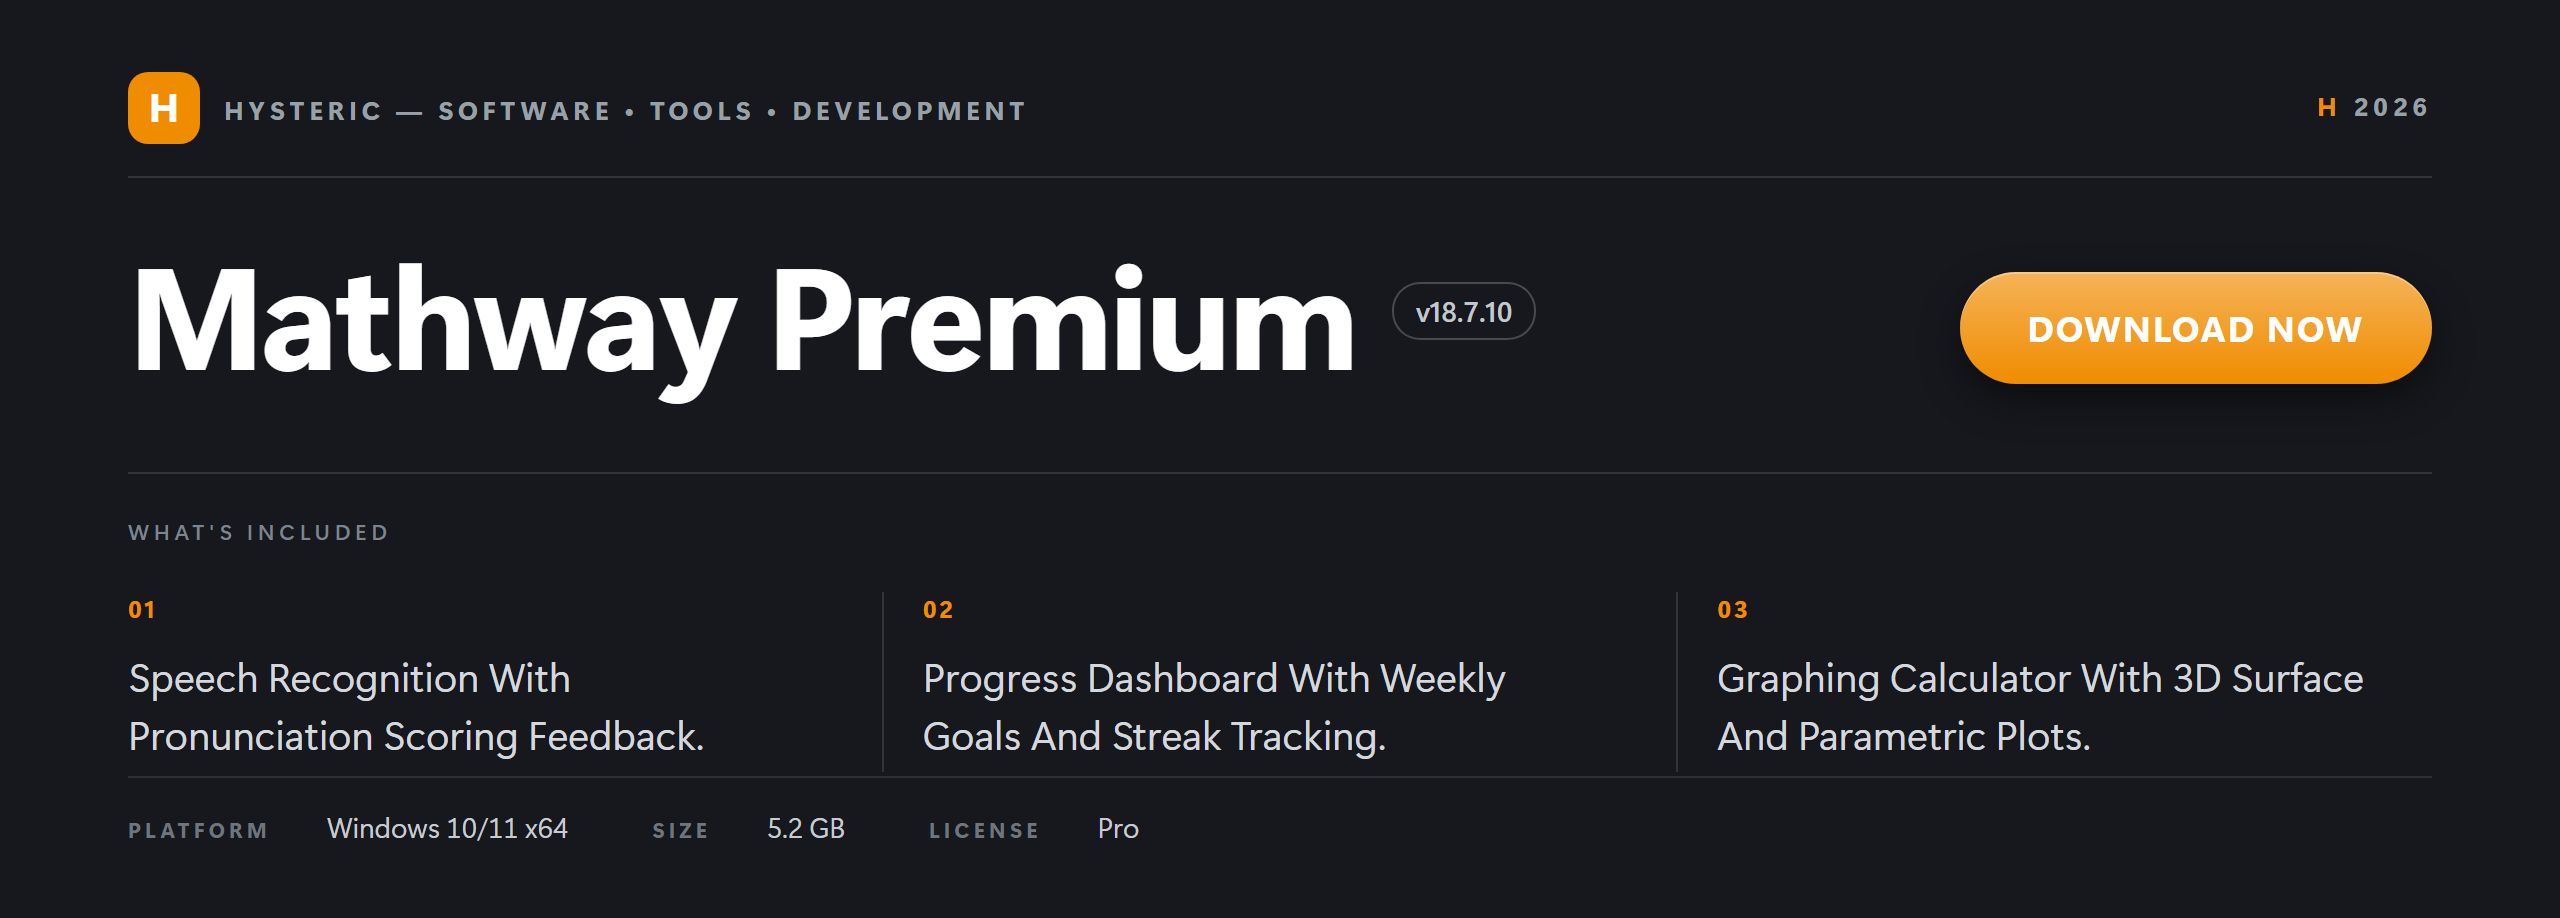 H HYSTERIC — SOFTWARE • TOOLS • DEVELOPMENT
H 2026
Mathway Premium v18.7.10
DOWNLOAD NOW
WHAT'S INCLUDED
01
Speech Recognition With
Pronunciation Scoring Feedback.
02
Progress Dashboard With Weekly
Goals And Streak Tracking.
03
Graphing Calculator With 3D Surface
And Parametric Plots.
PLATFORM Windows 10/11 x64 SIZE 5.2 GB LICENSE Pro